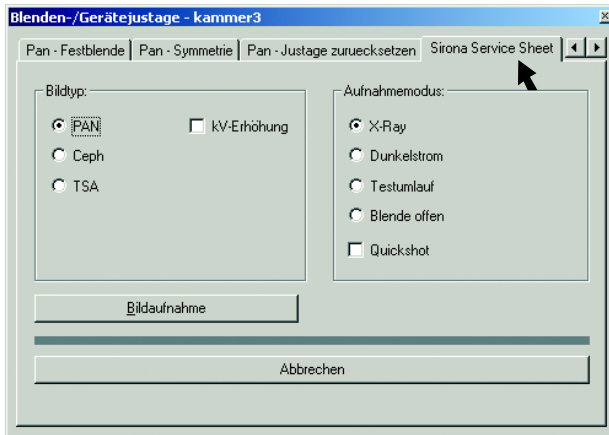 Blenden-/Gerätejustage - kammer3
Pan - Festblende
Pan - Symmetrie
Pan - Justage zuruecksetzen
Sirona Service Sheet
Bildtyp:
PAN
kV-Erhöhung
Ceph
TSA
Aufnahmemodus:
X-Ray
Dunkelstrom
Testumlauf
Blende offen
Quickshot
Bildaufnahme
Abbrechen